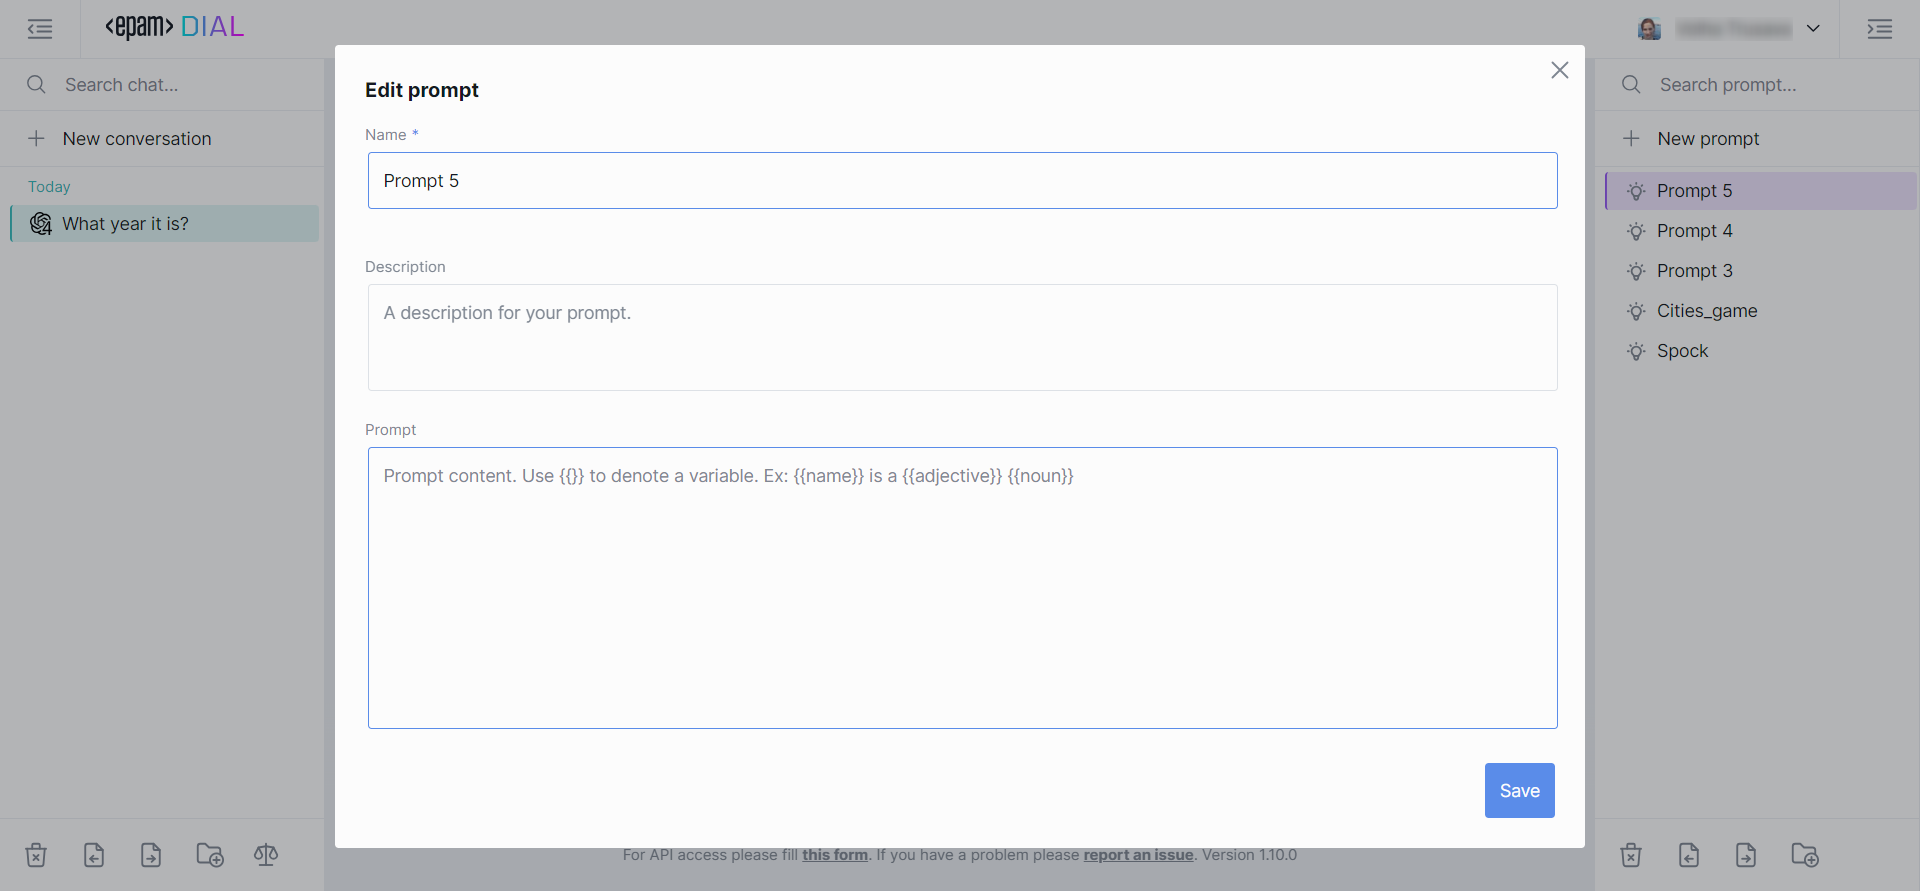 <epam> DIAL
Search chat...
New conversation
Today
What year it is?
Edit prompt
Name *
Prompt 5
Description
A description for your prompt.
Prompt
Prompt content. Use {{}} to denote a variable. Ex: {{name}} is a {{adjective}} {{noun}}
Save
For API access please fill this form. If you have a problem please report an issue. Version 1.10.0
Search prompt...
New prompt
Prompt 5
Prompt 4
Prompt 3
Cities_game
Spock